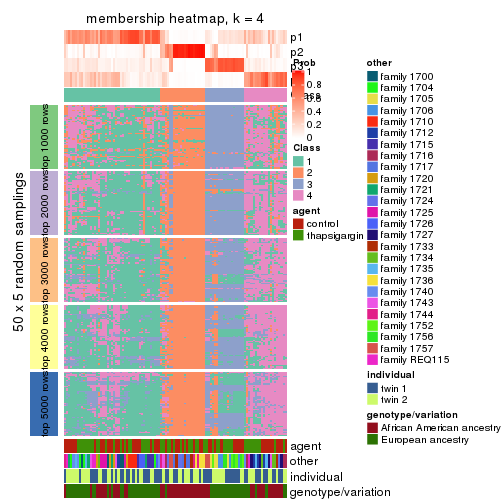 membership heatmap, k = 4
p1
p2
p3
Prob
1
0.8
0.6
0.4
0.2
0
Class
1
2
3
4
agent
control
thapsigargin
50 x 5 random samplings
top 1000 rows
top 2000 rows
top 3000 rows
top 4000 rows
top 5000 rows
agent
other
individual
genotype/variation
other
family 1700
family 1704
family 1705
family 1706
family 1710
family 1712
family 1715
family 1716
family 1717
family 1720
family 1721
family 1724
family 1725
family 1726
family 1727
family 1733
family 1734
family 1735
family 1736
family 1740
family 1743
family 1744
family 1752
family 1756
family 1757
family REQ115
individual
twin 1
twin 2
genotype/variation
African American ancestry
European ancestry